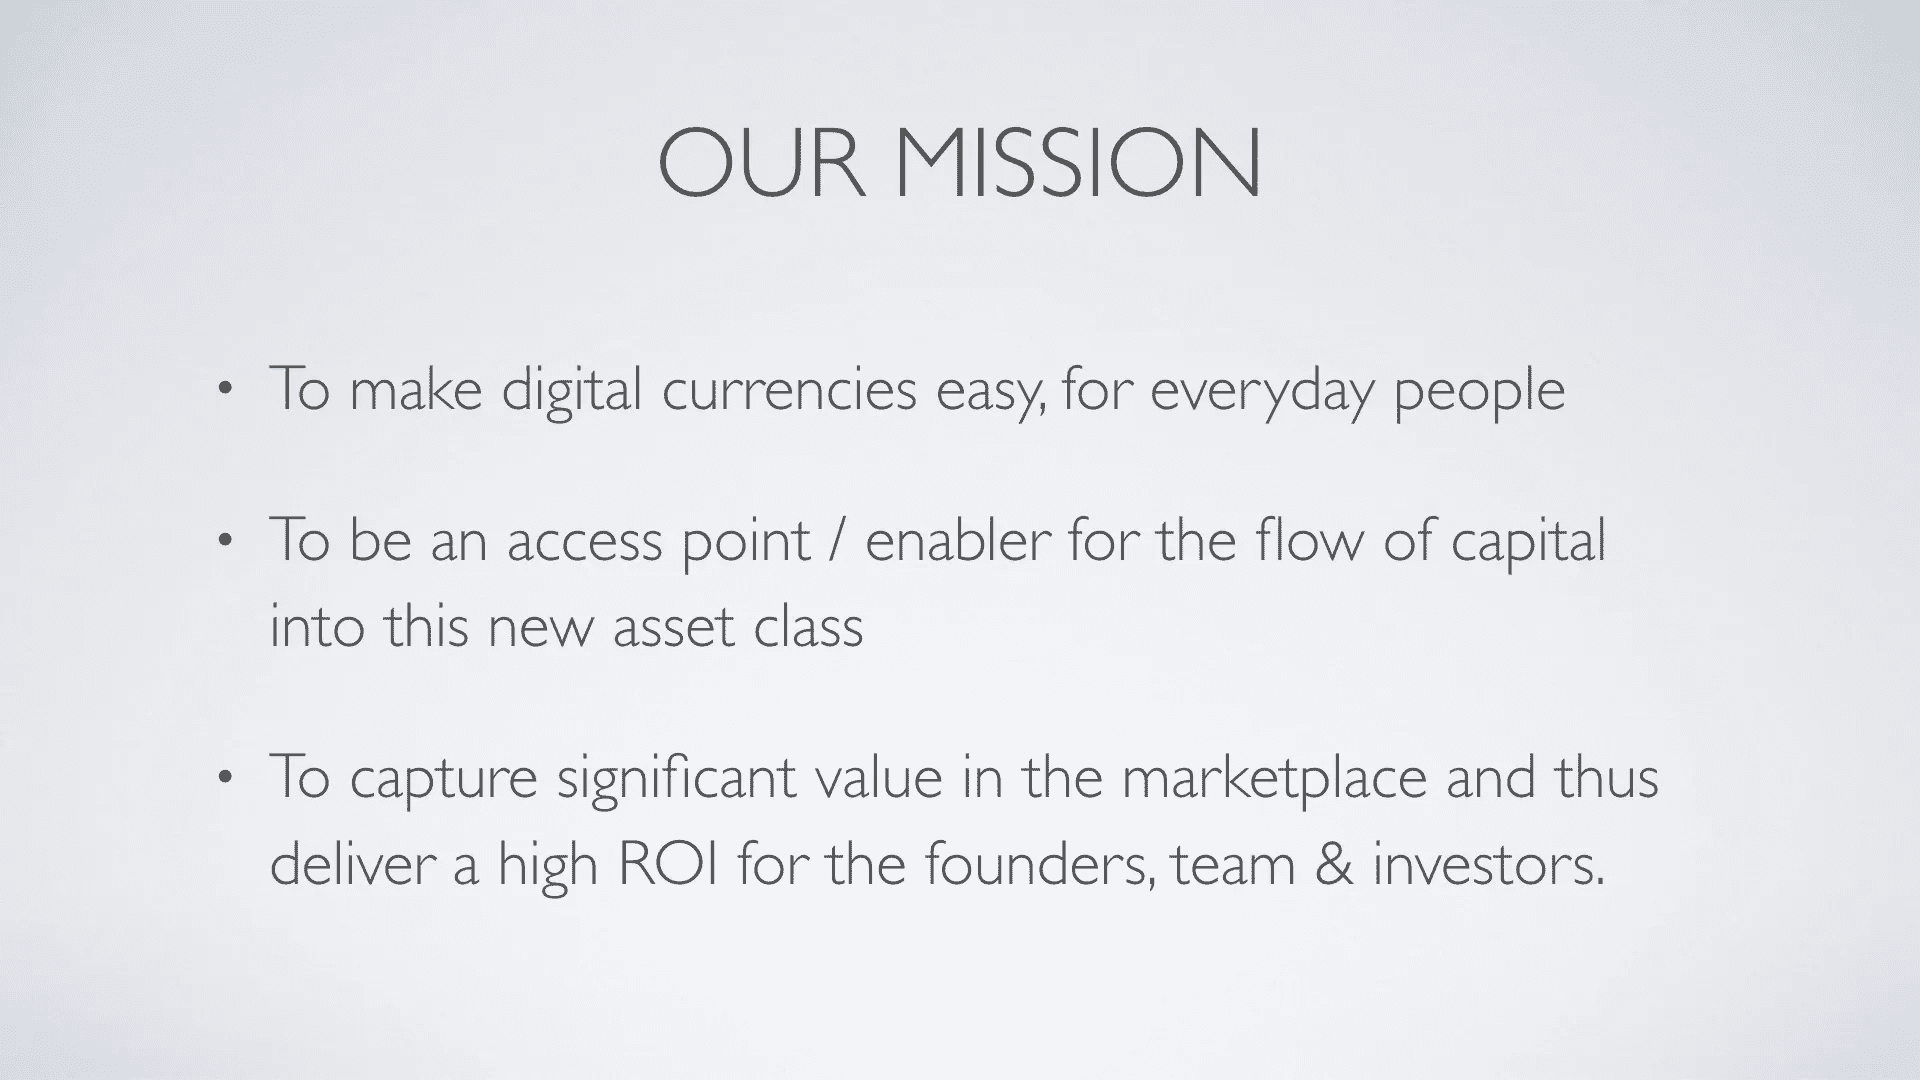 OUR MISSION
• To make digital currencies easy, for everyday people
• To be an access point / enabler for the flow of capital
into this new asset class
• To capture significant value in the marketplace and thus
deliver a high ROI for the founders, team & investors.